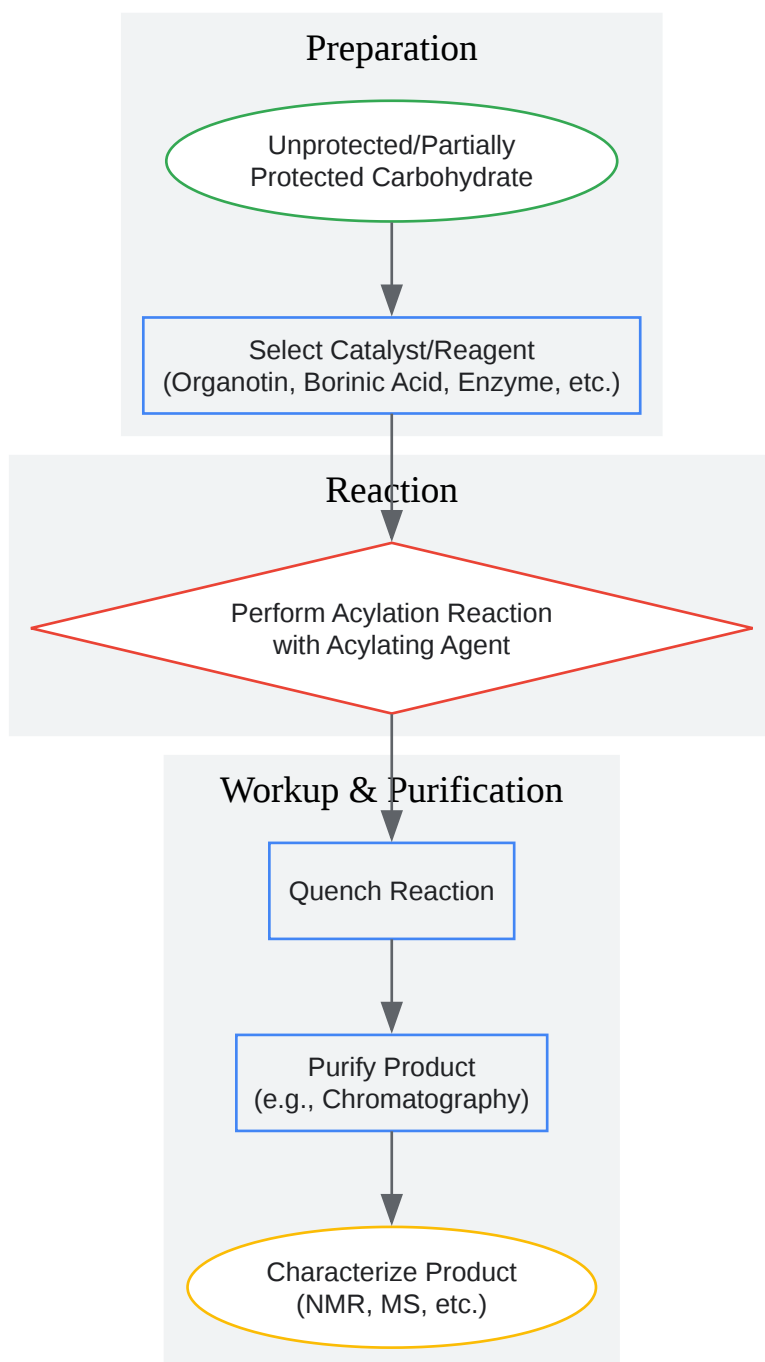 Preparation
Unprotected/Partially
Protected Carbohydrate
Select Catalyst/Reagent
(Organotin, Borinic Acid, Enzyme, etc.)
Reaction
Perform Acylation Reaction
with Acylating Agent
Workup & Purification
Quench Reaction
Purify Product
(e.g., Chromatography)
Characterize Product
(NMR, MS, etc.)